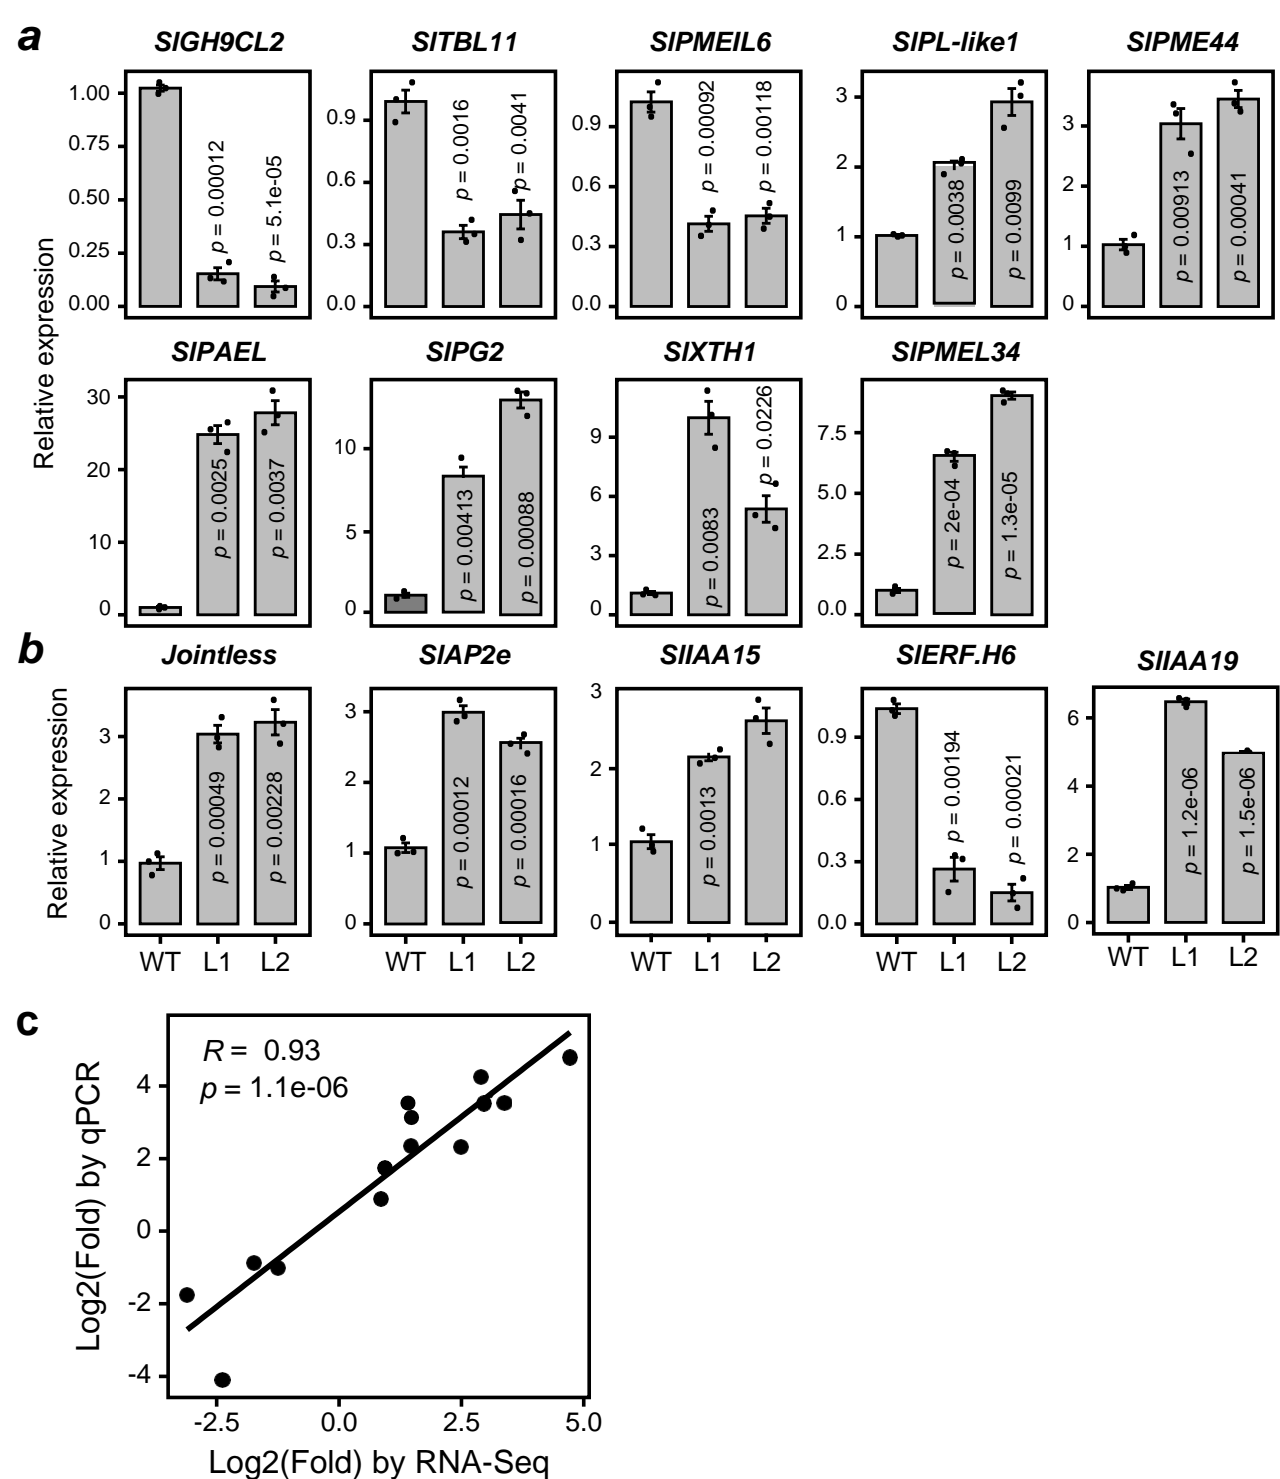 a
SlGH9CL2
SlTBL11
SlPMEIL6
SlPL-like1
SlPME44
Relative expression
1.00
0.75
0.50
0.25
0.00
p = 0.00012
p = 5.1e-05
0.9
0.6
0.3
0.0
p = 0.0016
p = 0.0041
0.9
0.6
0.3
0.0
p = 0.00092
p = 0.00118
3
2
1
0
p = 0.0038
p = 0.0099
3
2
1
0
p = 0.00913
p = 0.00041
SlPAEL
SlPG2
SlXTH1
SlPMEL34
30
20
10
0
p = 0.0025
p = 0.0037
10
5
0
p = 0.00413
p = 0.00088
9
6
3
0
p = 0.0083
p = 0.0226
7.5
5.0
2.5
0.0
p = 2e-04
p = 1.3e-05
b
Jointless
SlAP2e
SlIAA15
SlERF.H6
SlIAA19
Relative expression
3
2
1
0
p = 0.00049
p = 0.00228
WT
L1
L2
3
2
1
0
p = 0.00012
p = 0.00016
WT
L1
L2
3
2
1
0
p = 0.0013
WT
L1
L2
0.9
0.6
0.3
0.0
p = 0.00194
p = 0.00021
WT
L1
L2
6
4
2
0
p = 1.2e-06
p = 1.5e-06
WT
L1
L2
c
R = 0.93
p = 1.1e-06
Log2(Fold) by qPCR
4
2
0
-2
-4
-2.5
0.0
2.5
5.0
Log2(Fold) by RNA-Seq